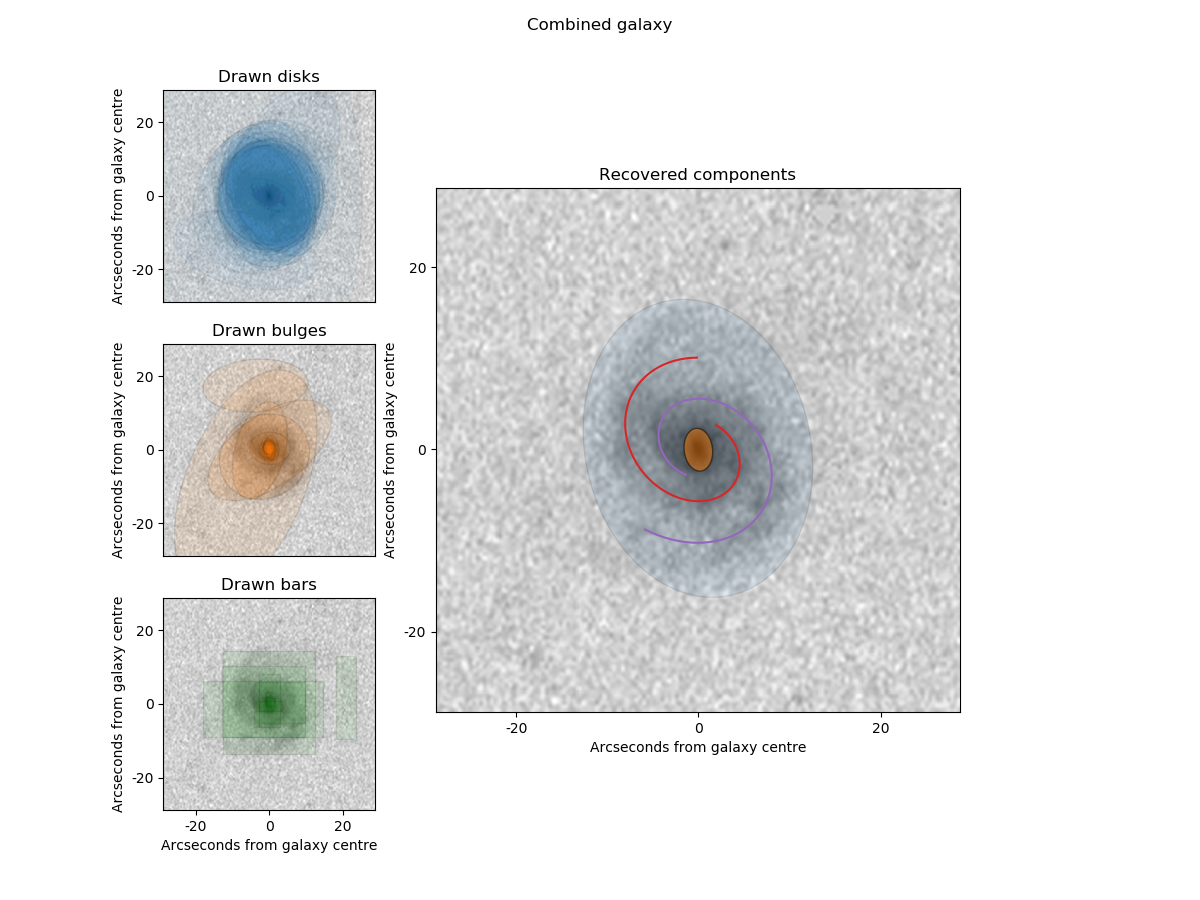 Combined galaxy
Drawn disks
Arcseconds from galaxy centre
20
0
-20
Drawn bulges
Arcseconds from galaxy centre
20
0
-20
Drawn bars
Arcseconds from galaxy centre
20
0
-20
-20 0 20
Arcseconds from galaxy centre
Recovered components
Arcseconds from galaxy centre
20
0
-20
-20 0 20
Arcseconds from galaxy centre